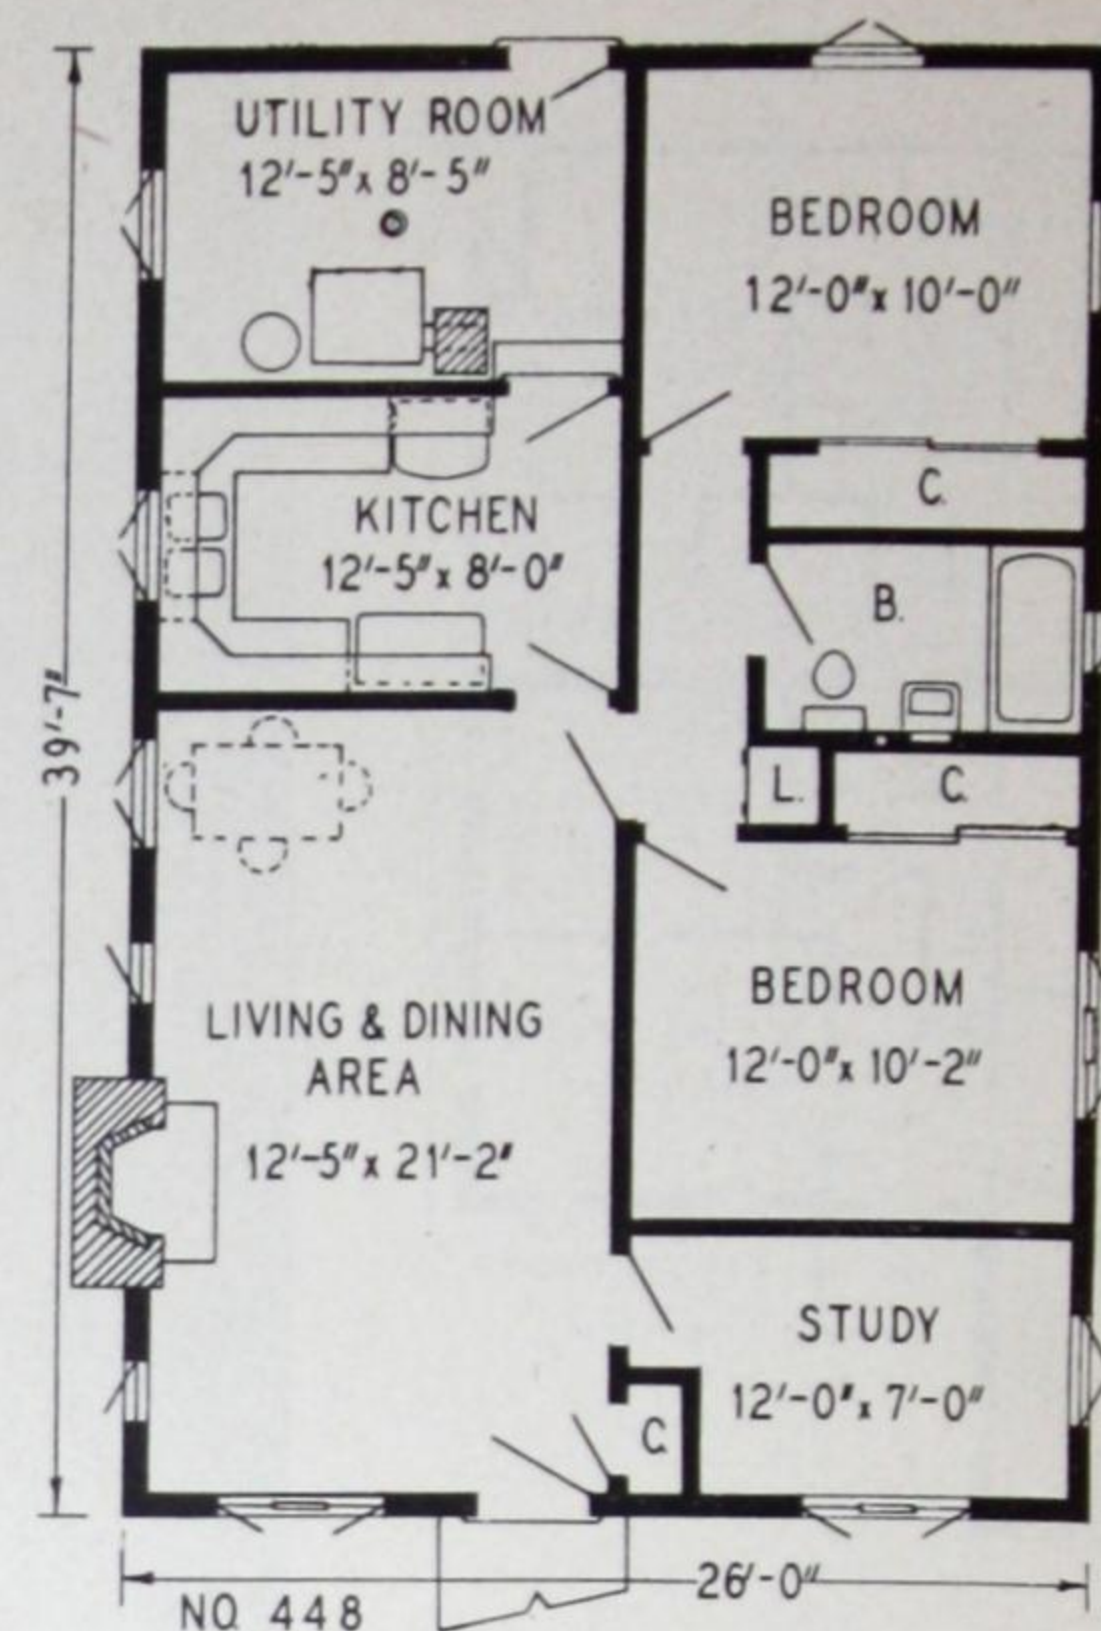 UTILITY ROOM
12'-5" x 8'-5"
BEDROOM
12'-0" x 10'-0"
C.
KITCHEN
12'-5" x 8'-0"
B.
39'-7"
L.
C.
BEDROOM
12'-0" x 10'-2"
LIVING & DINING
AREA
12'-5" x 21'-2"
STUDY
12'-0" x 7'-0"
C.
26'-0"
NO. 448